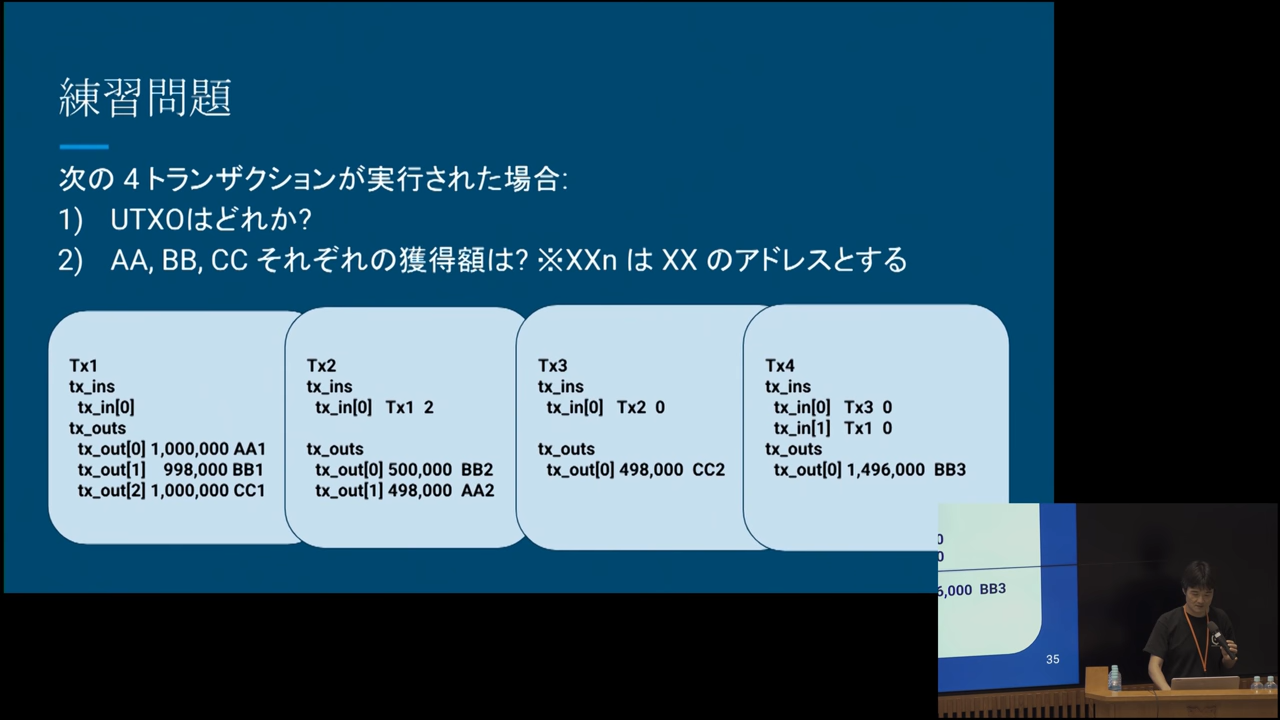 練習問題
次の 4 トランザクションが実行された場合:
1) UTXOはどれか?
2) AA, BB, CC それぞれの獲得額は? ※XXn は XX のアドレスとする
Tx1
tx_ins
tx_in[0]
tx_outs
tx_out[0] 1,000,000 AA1
tx_out[1] 998,000 BB1
tx_out[2] 1,000,000 CC1
Tx2
tx_ins
tx_in[0] Tx1 2
tx_outs
tx_out[0] 500,000 BB2
tx_out[1] 498,000 AA2
Tx3
tx_ins
tx_in[0] Tx2 0
tx_outs
tx_out[0] 498,000 CC2
Tx4
tx_ins
tx_in[0] Tx3 0
tx_in[1] Tx1 0
tx_outs
tx_out[0] 1,496,000 BB3
0
0
6,000 BB3
35